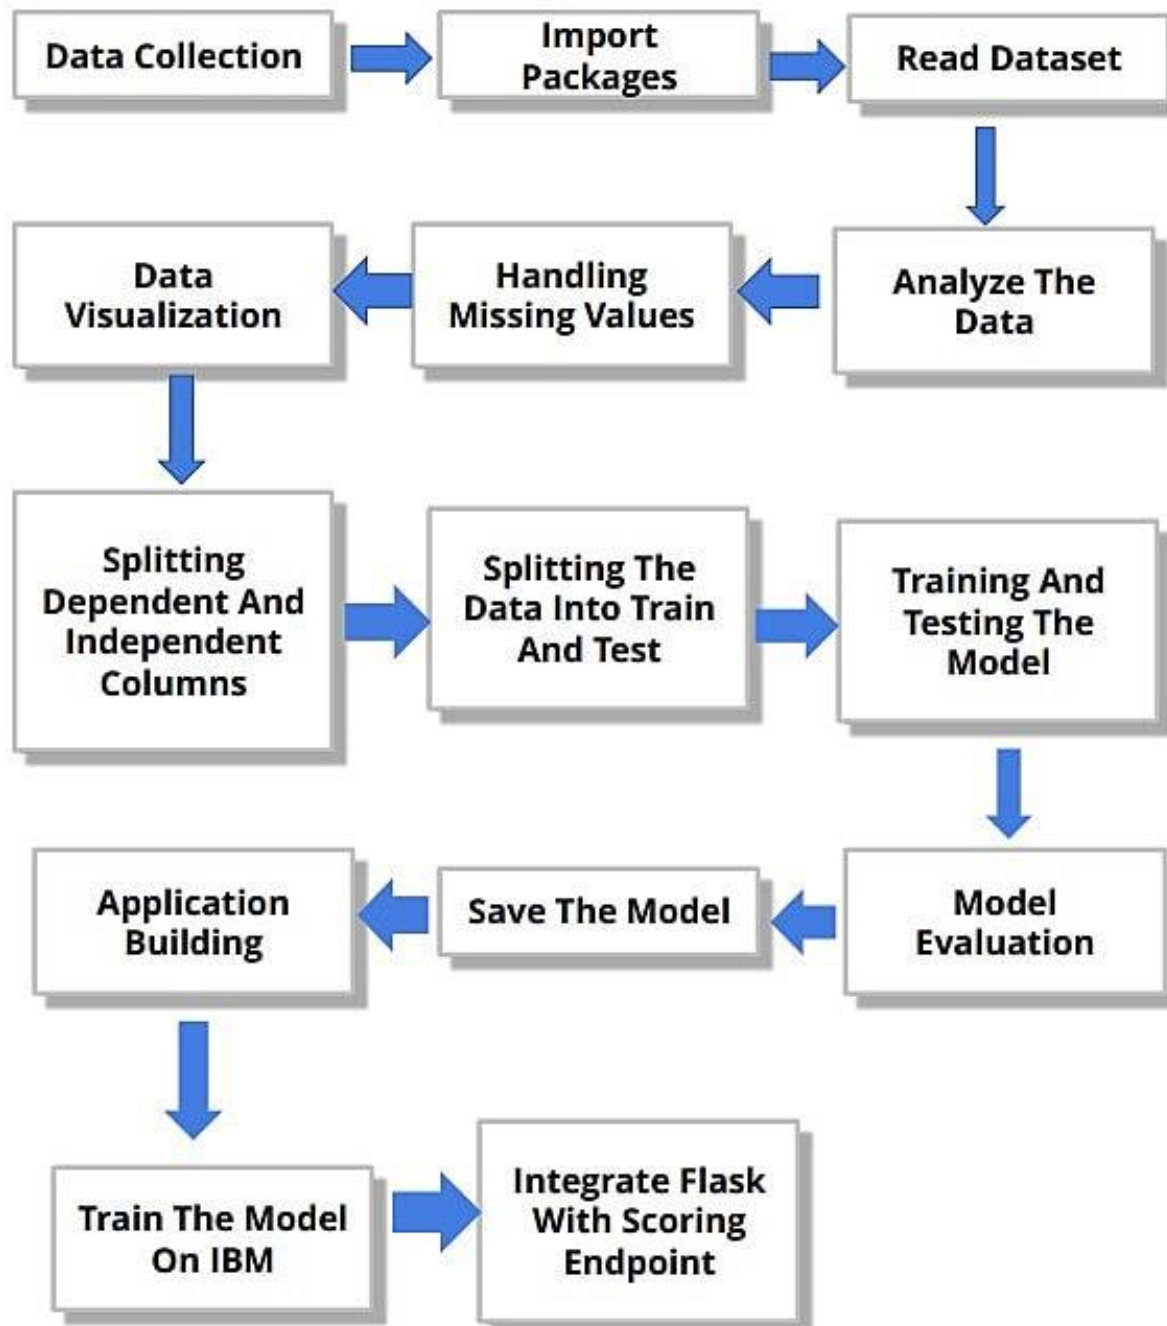 Data Collection
Import
Packages
Read Dataset
Analyze The
Data
Handling
Missing Values
Data
Visualization
Splitting
Dependent And
Independent
Columns
Splitting The
Data Into Train
And Test
Training And
Testing The
Model
Model
Evaluation
Save The Model
Application
Building
Train The Model
On IBM
Integrate Flask
With Scoring
Endpoint